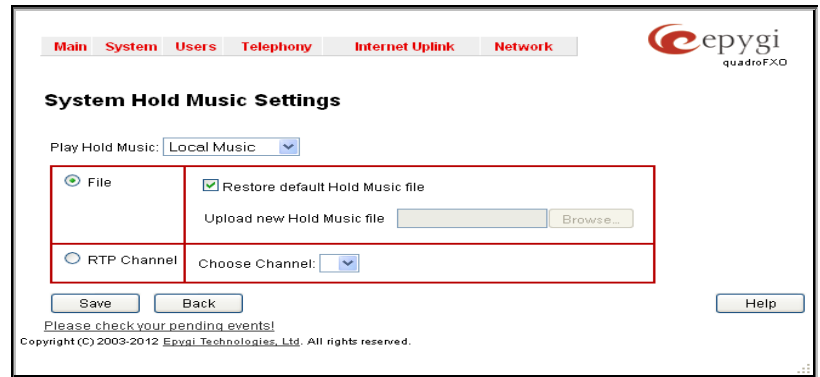 Main System Users Telephony Internet Uplink Network
epygi
quadroFXO
System Hold Music Settings
Play Hold Music: Local Music
File
Restore default Hold Music file
Upload new Hold Music file Browse...
RTP Channel Choose Channel:
Save Back Help
Please check your pending events!
Copyright (C) 2003-2012 Epygi Technologies, Ltd. All rights reserved.